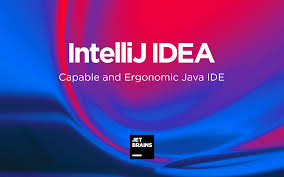 IntelliJ IDEA
Capable and Ergonomic Java IDE
JET
BRAINS